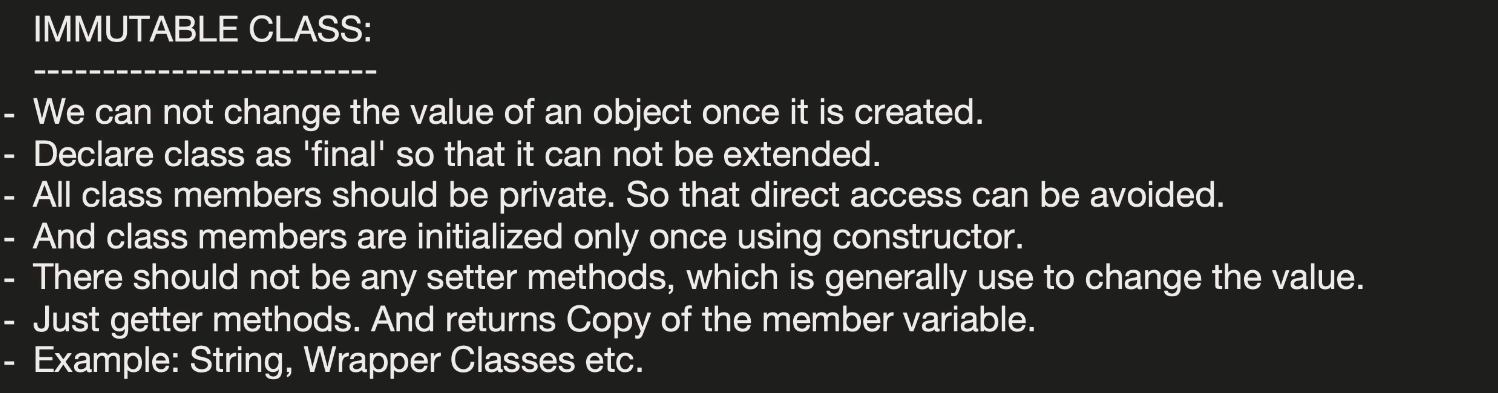 IMMUTABLE CLASS:
-------------------------
- We can not change the value of an object once it is created.
- Declare class as 'final' so that it can not be extended.
- All class members should be private. So that direct access can be avoided.
- And class members are initialized only once using constructor.
- There should not be any setter methods, which is generally use to change the value.
- Just getter methods. And returns Copy of the member variable.
- Example: String, Wrapper Classes etc.